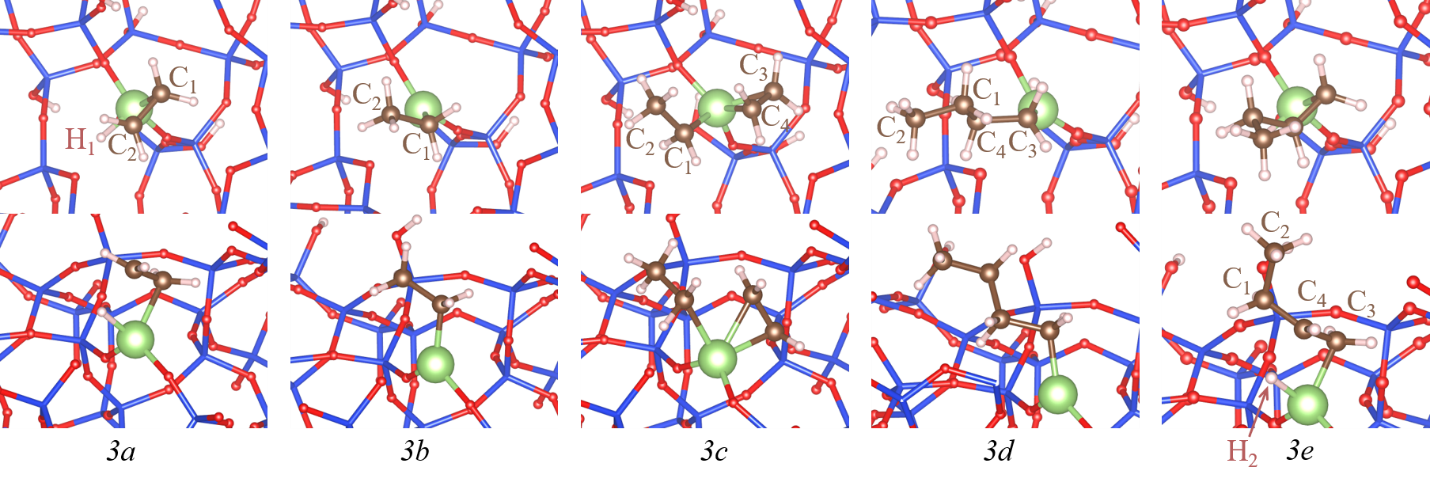 C₁
H₁
C₂
C₂
C₁
C₃
C₄
C₂
C₁
C₁
C₂
C₄
C₃
C₂
C₁
C₄
C₃
H₂
3a
3b
3c
3d
3e